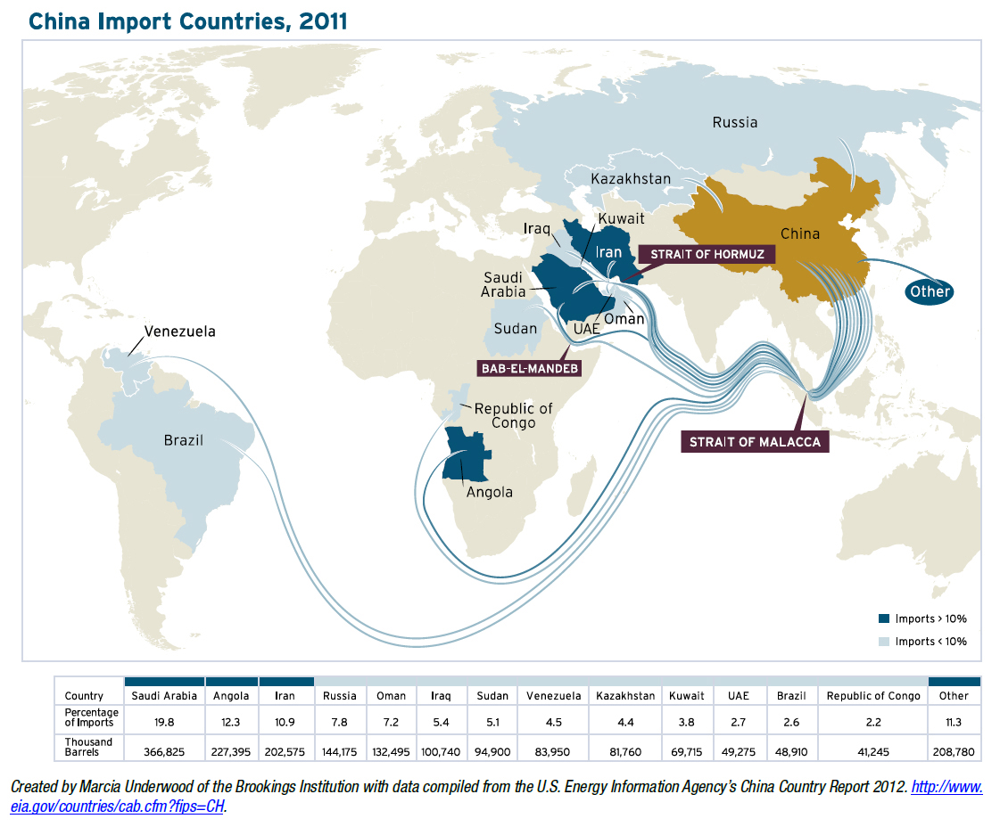 China Import Countries, 2011
Russia
Kazakhstan
Kuwait
Iraq
China
Iran
STRAIT OF HORMUZ
Saudi
Arabia
Other
Oman
UAE
Sudan
Venezuela
BAB-EL-MANDEB
Republic of
Congo
Brazil
STRAIT OF MALACCA
Angola
Imports > 10%
Imports < 10%
Country Saudi Arabia Angola Iran Russia Oman Iraq Sudan Venezuela Kazakhstan Kuwait UAE Brazil Republic of Congo Other
Percentage
of Imports 19.8 12.3 10.9 7.8 7.2 5.4 5.1 4.5 4.4 3.8 2.7 2.6 2.2 11.3
Thousand
Barrels 366,825 227,395 202,575 144,175 132,495 100,740 94,900 83,950 81,760 69,715 49,275 48,910 41,245 208,780
Created by Marcia Underwood of the Brookings Institution with data compiled from the U.S. Energy Information Agency's China Country Report 2012. http://www.
eia.gov/countries/cab.cfm?fips=CH.